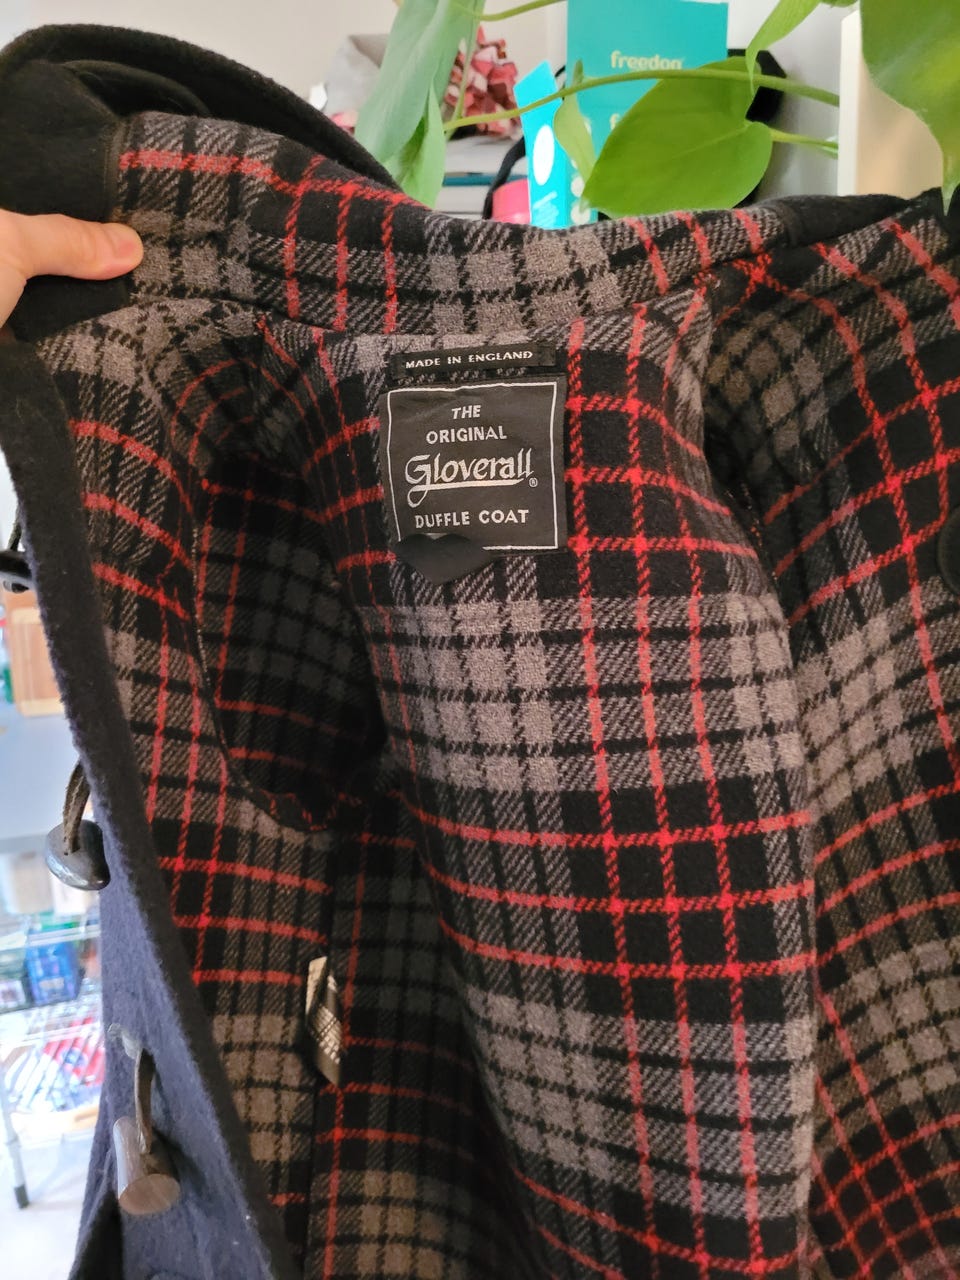 freedom
MADE IN ENGLAND
THE
ORIGINAL
Gloverall®
DUFFLE COAT